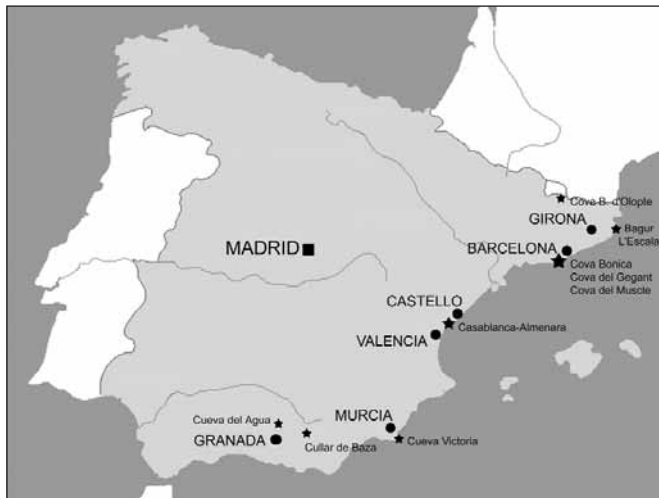 Cova B. d'Olopte
GIRONA
Bagur
L'Escala
BARCELONA
MADRID
Cova Bonica
Cova del Gegant
Cova del Muscle
CASTELLO
Casablanca-Almenara
VALENCIA
Cueva del Agua
MURCIA
GRANADA
Cullar de Baza
Cueva Victoria